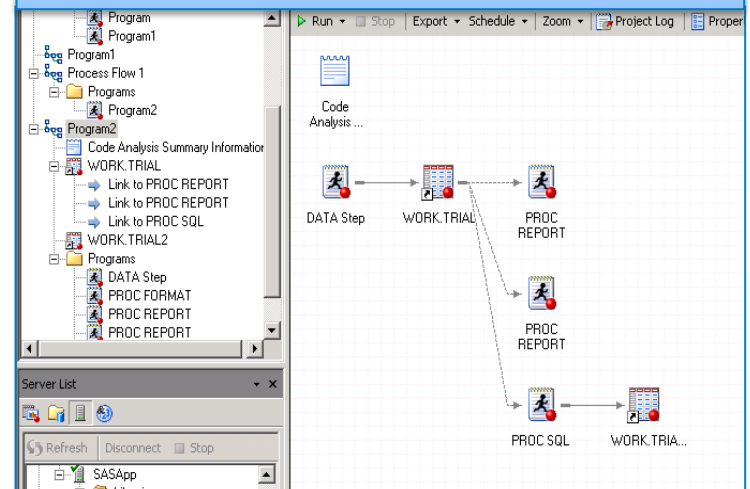 Program
Program1
Program1
Process Flow 1
Programs
Program2
Program2
Code Analysis Summary Information
WORK.TRIAL
Link to PROC REPORT
Link to PROC REPORT
Link to PROC SQL
WORK.TRIAL2
Programs
DATA Step
PROC FORMAT
PROC REPORT
PROC REPORT
Server List
Refresh Disconnect Stop
SASApp
Run Stop Export Schedule Zoom Project Log Proper
Code
Analysis ...
DATA Step
WORK.TRIAL
PROC
REPORT
PROC
REPORT
PROC SQL
WORK.TRIA...